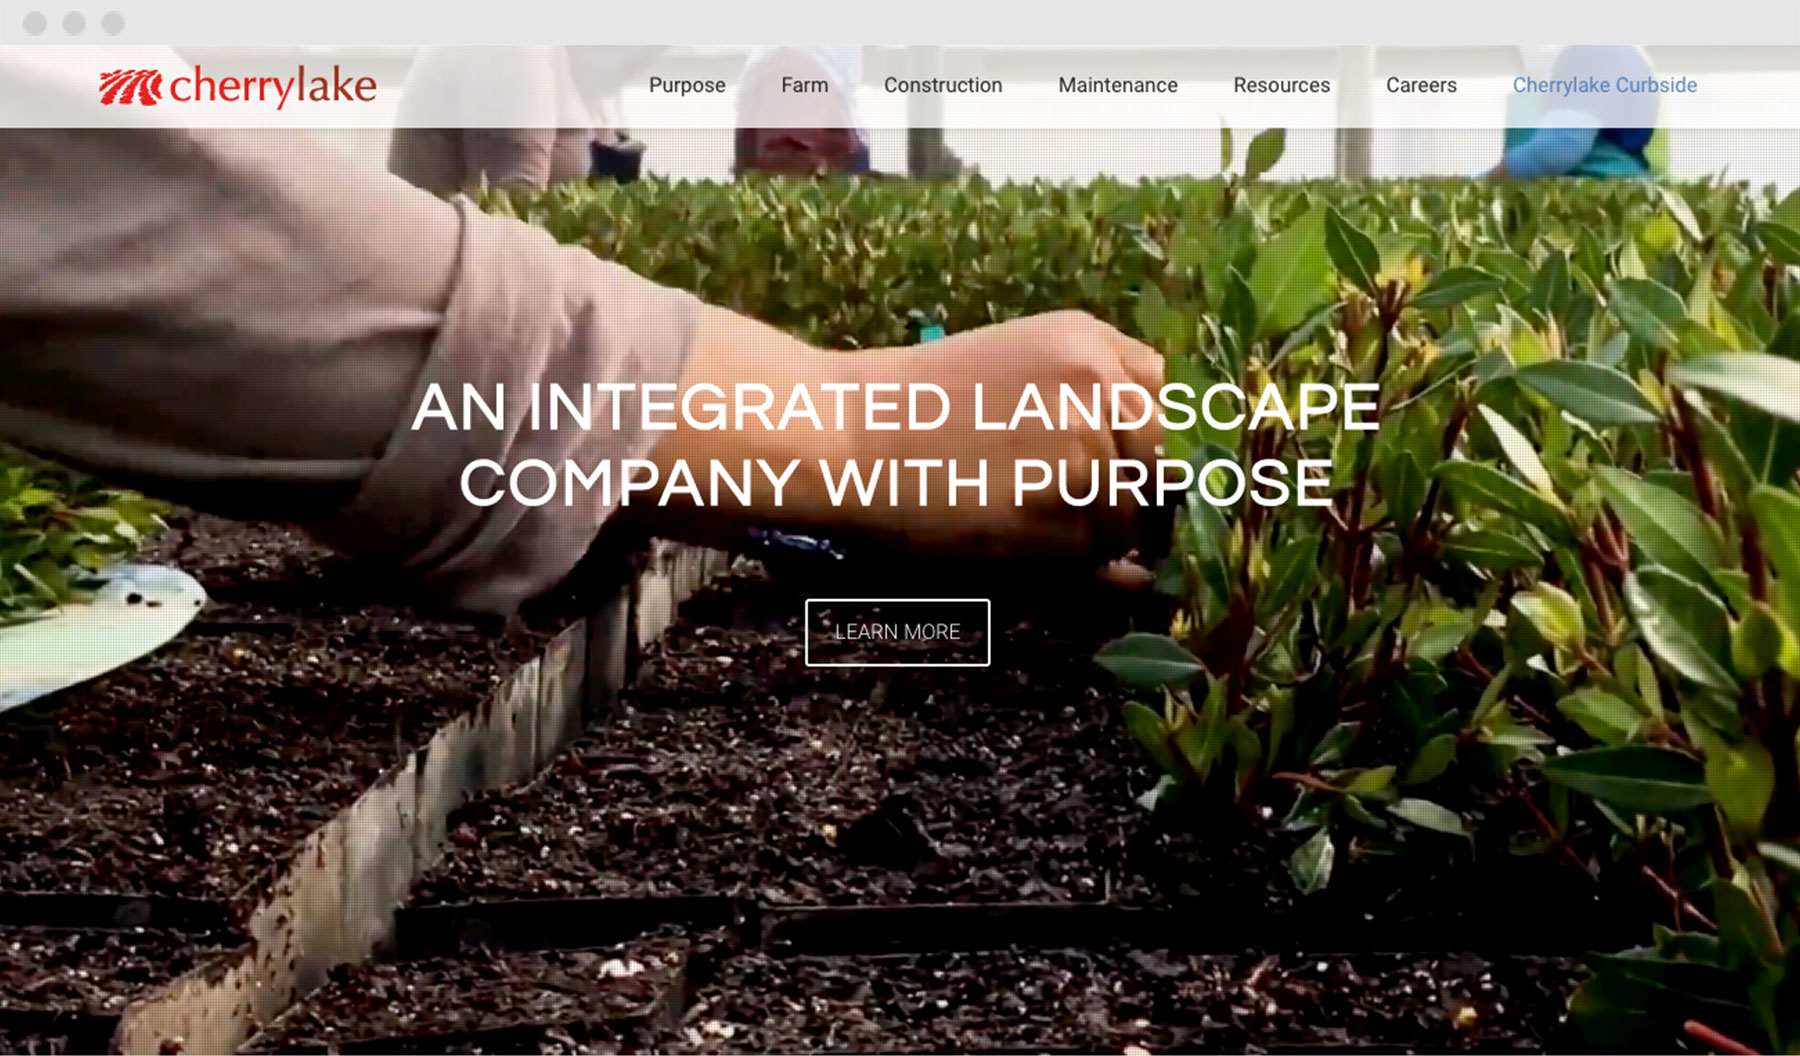 cherrylake
Purpose Farm Construction Maintenance Resources Careers Cherrylake Curbside
AN INTEGRATED LANDSCAPE
COMPANY WITH PURPOSE
LEARN MORE